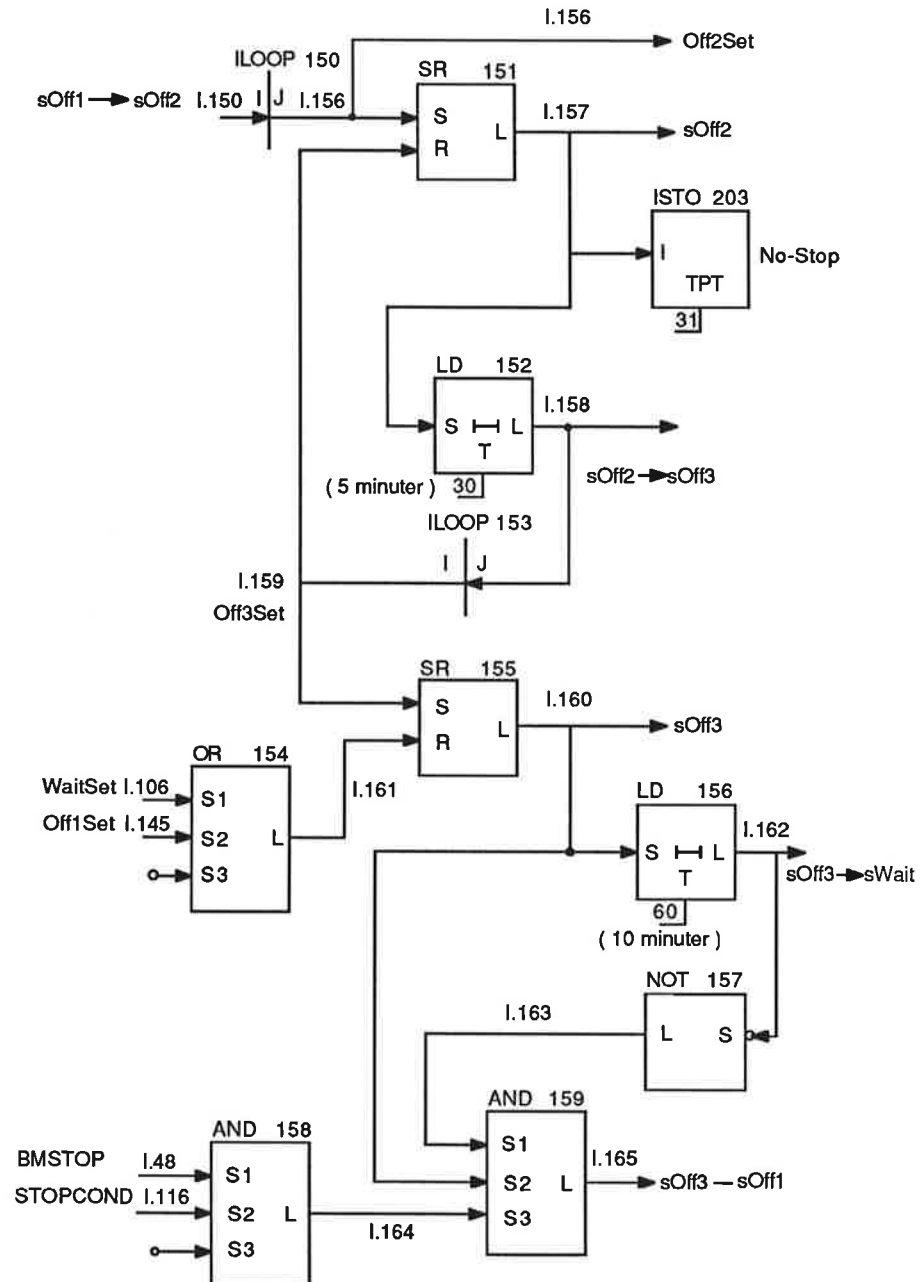 I.156
Off2Set
ILOOP 150
SR 151
sOff1 sOff2 I.150 I J I.156
S
R
L
I.157
sOff2
ISTO 203
I
TPT
31
No-Stop
LD 152
S L
T
I.158
( 5 minuter ) 30
sOff2 sOff3
ILOOP 153
I J
I.159
Off3Set
SR 155
S
R
L
I.160
sOff3
OR 154
WaitSet I.106
S1
Off1Set I.145
S2 L
S3
I.161
LD 156
S L
T
I.162
sOff3 sWait
60
( 10 minuter )
NOT 157
L S
I.163
AND 159
S1
S2 L
S3
I.165
sOff3 — sOff1
AND 158
BMSTOP I.48
S1
STOPCOND I.116
S2 L
S3
I.164